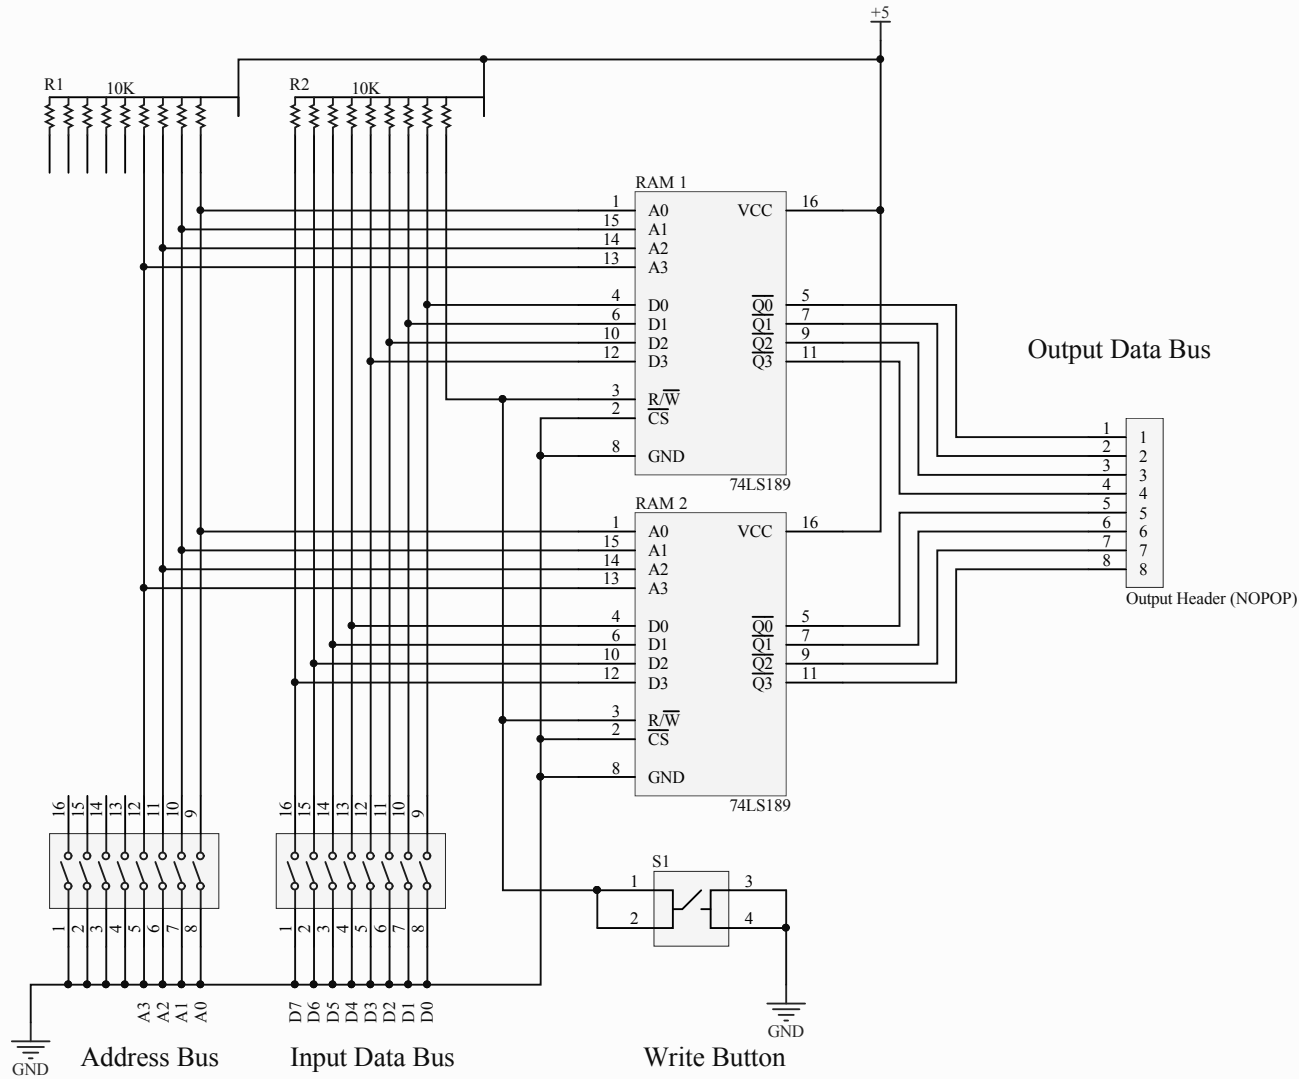 +5
R1 10K R2 10K
RAM 1
1 A0 VCC 16
15 A1
14 A2
13 A3
4 D0 Q0 5
6 D1 Q1 7
10 D2 Q2 9
12 D3 Q3 11
3 R/W
2 CS
8 GND
74LS189
Output Data Bus
1 1
2 2
3 3
4 4
5 5
6 6
7 7
8 8
Output Header (NOPOP)
RAM 2
1 A0 VCC 16
15 A1
14 A2
13 A3
4 D0 Q0 5
6 D1 Q1 7
10 D2 Q2 9
12 D3 Q3 11
3 R/W
2 CS
8 GND
74LS189
16 15 14 13 12 11 10 9
16 15 14 13 12 11 10 9
1 2 3 4 5 6 7 8
1 2 3 4 5 6 7 8
S1
1 3
2 4
A3 A2 A1 A0
D7 D6 D5 D4 D3 D2 D1 D0
GND
GND
Address Bus Input Data Bus Write Button